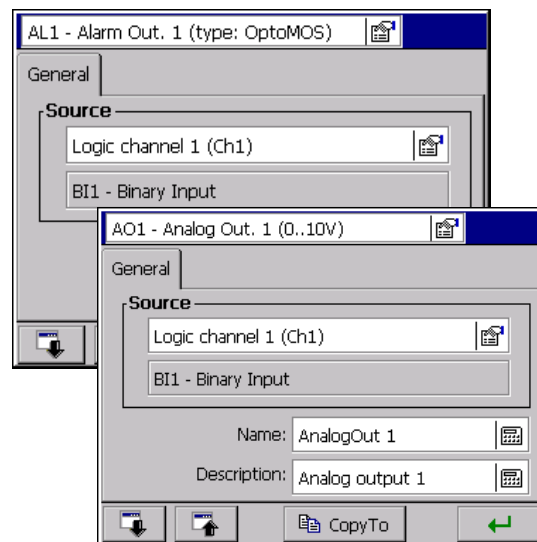 AL1 - Alarm Out. 1 (type: OptoMOS)
General
Source
Logic channel 1 (Ch1)
BI1 - Binary Input
AO1 - Analog Out. 1 (0..10V)
General
Source
Logic channel 1 (Ch1)
BI1 - Binary Input
Name: AnalogOut 1
Description: Analog output 1
CopyTo